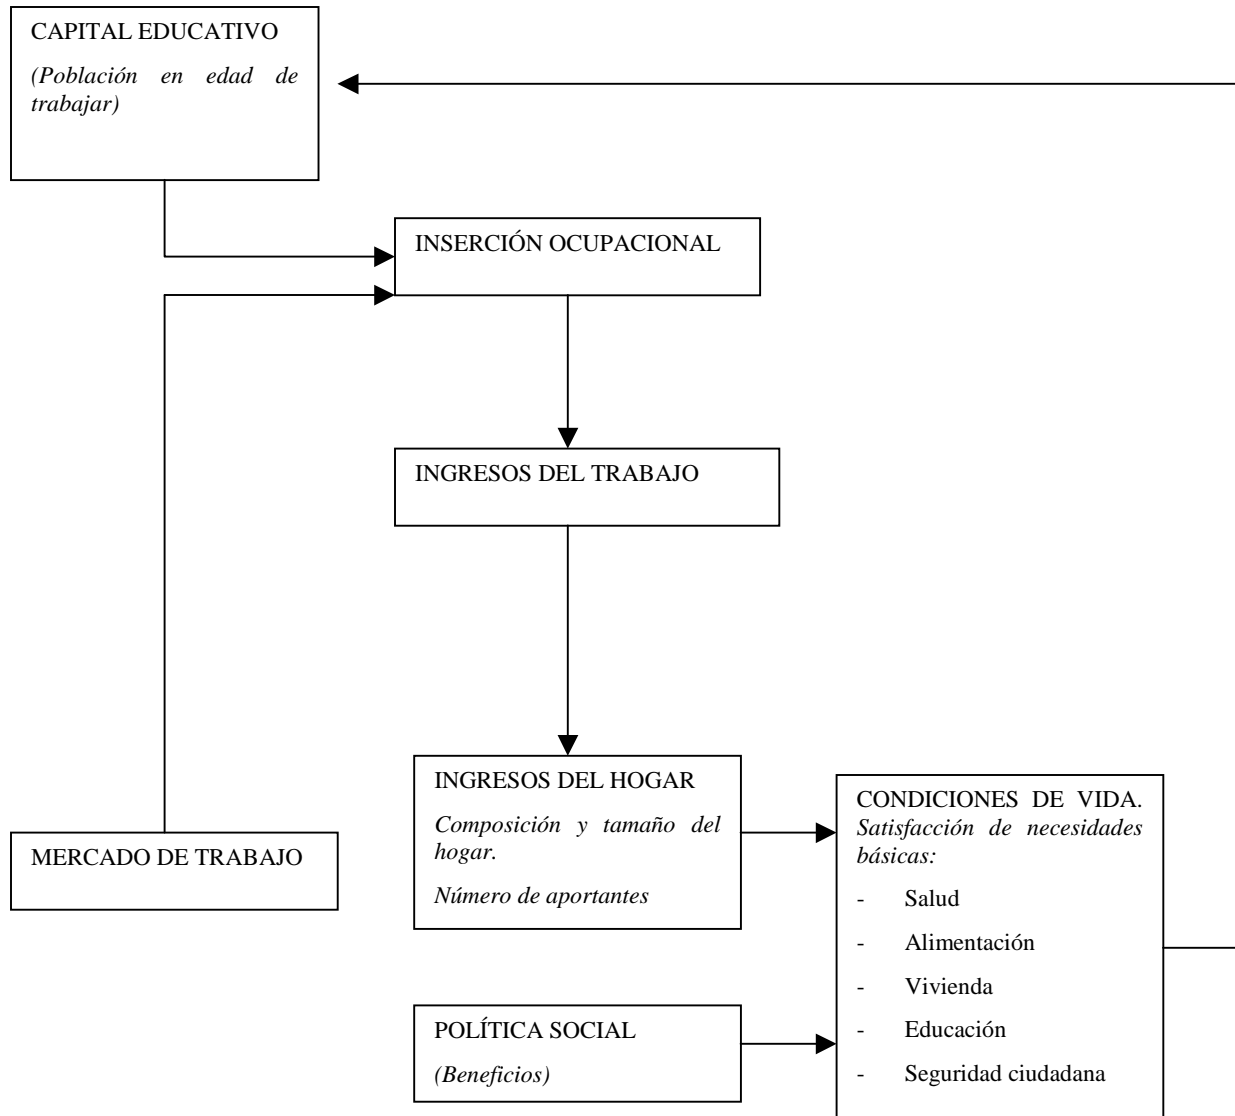 CAPITAL EDUCATIVO
(Población en edad de
trabajar)
INSERCIÓN OCUPACIONAL
INGRESOS DEL TRABAJO
INGRESOS DEL HOGAR
Composición y tamaño del
hogar.
Número de aportantes
MERCADO DE TRABAJO
CONDICIONES DE VIDA.
Satisfacción de necesidades
básicas:
- Salud
- Alimentación
- Vivienda
- Educación
- Seguridad ciudadana
POLÍTICA SOCIAL
(Beneficios)